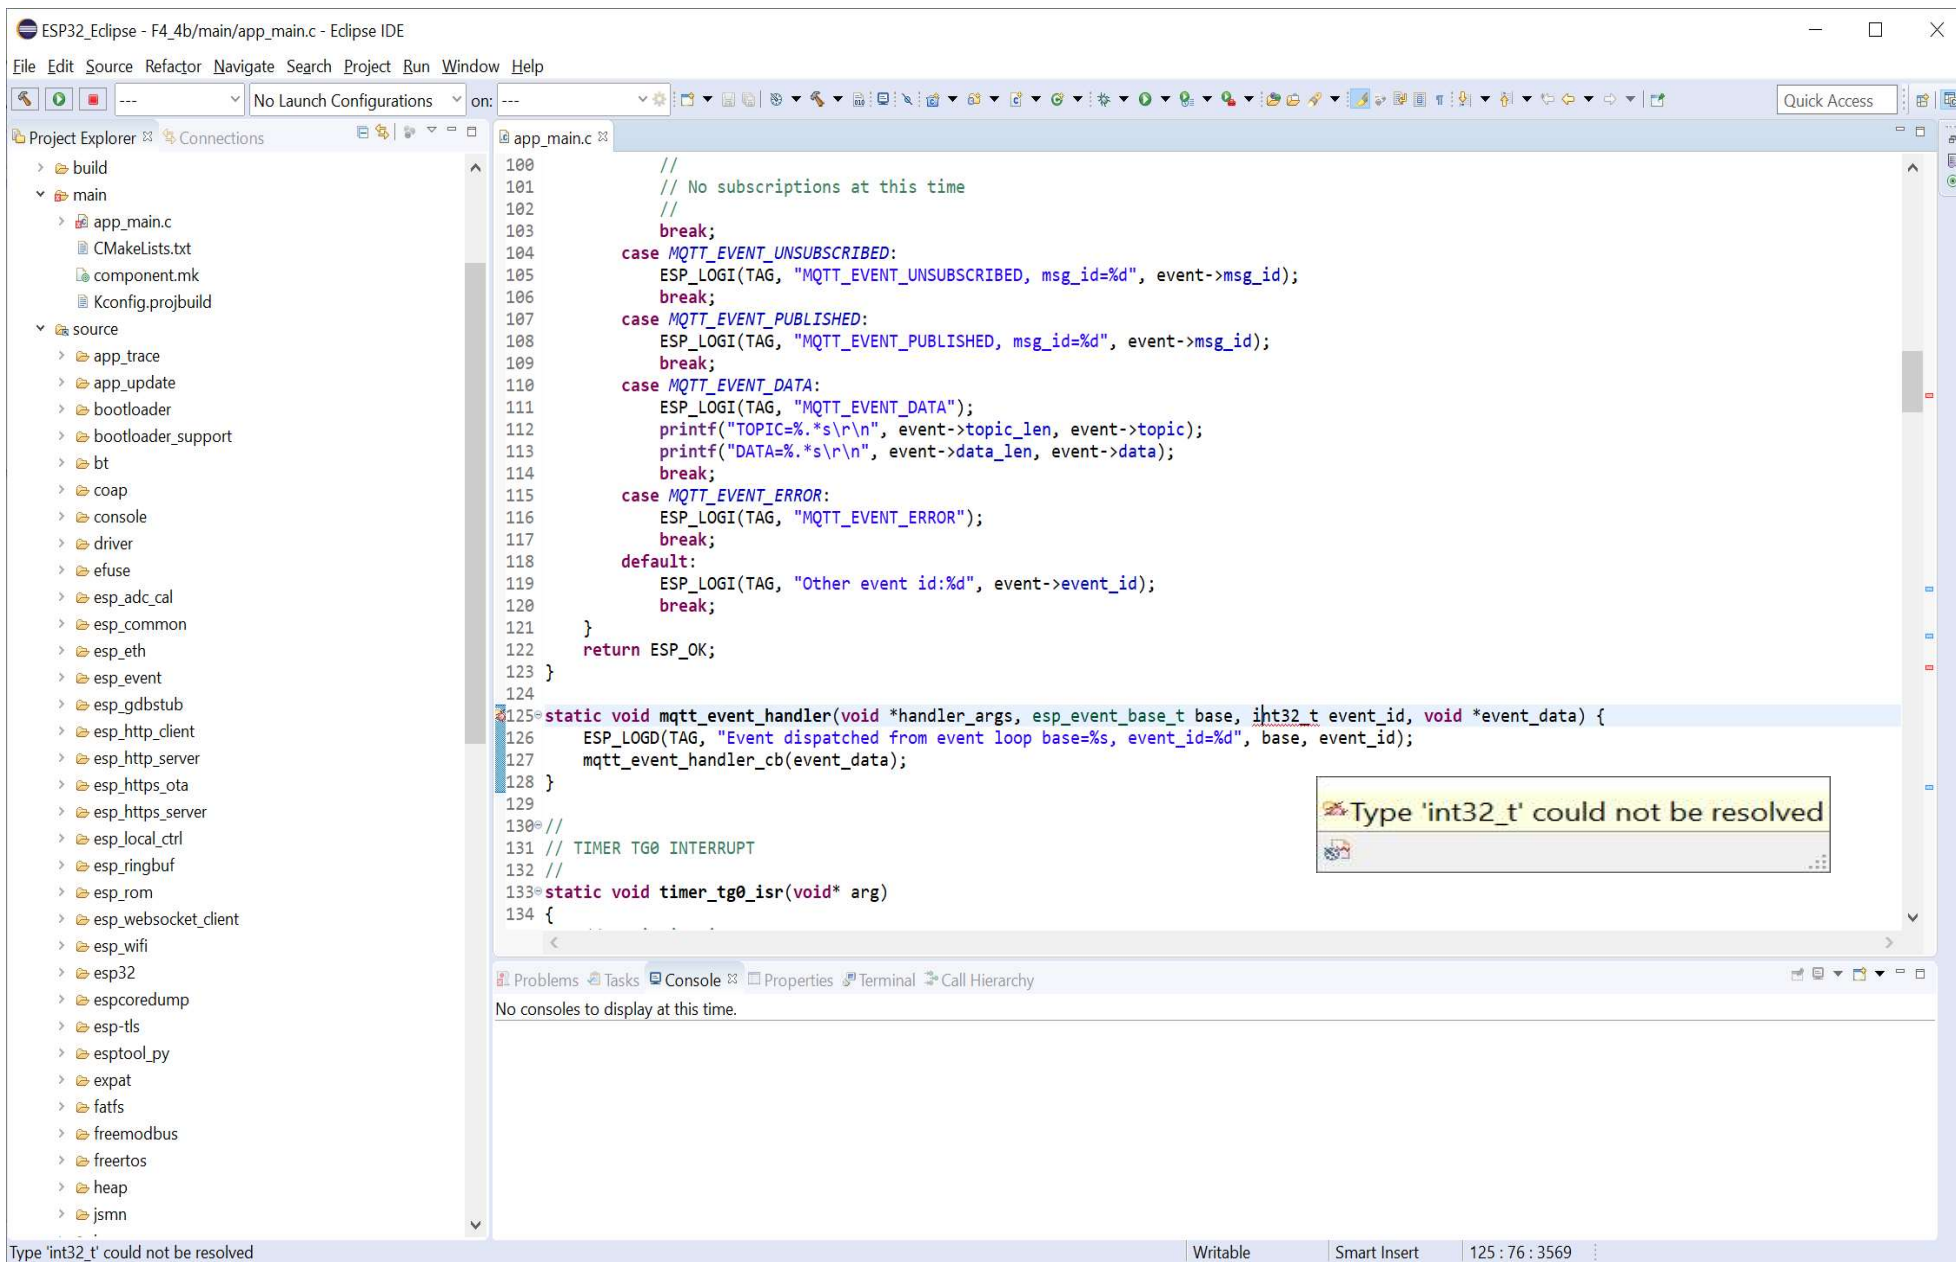 ESP32_Eclipse - F4_4b/main/app_main.c - Eclipse IDE
File Edit Source Refactor Navigate Search Project Run Window Help
--- No Launch Configurations on: --- Quick Access
Project Explorer Connections
build
main
app_main.c
CMakeLists.txt
component.mk
Kconfig.projbuild
source
app_trace
app_update
bootloader
bootloader_support
bt
coap
console
driver
efuse
esp_adc_cal
esp_common
esp_eth
esp_event
esp_gdbstub
esp_http_client
esp_http_server
esp_https_ota
esp_https_server
esp_local_ctrl
esp_ringbuf
esp_rom
esp_websocket_client
esp_wifi
esp32
espcoredump
esp-tls
esptool_py
expat
fatfs
freemodbus
freertos
heap
jsmn
app_main.c
100 //
101 // No subscriptions at this time
102 //
103 break;
104 case MQTT_EVENT_UNSUBSCRIBED:
105 ESP_LOGI(TAG, "MQTT_EVENT_UNSUBSCRIBED, msg_id=%d", event->msg_id);
106 break;
107 case MQTT_EVENT_PUBLISHED:
108 ESP_LOGI(TAG, "MQTT_EVENT_PUBLISHED, msg_id=%d", event->msg_id);
109 break;
110 case MQTT_EVENT_DATA:
111 ESP_LOGI(TAG, "MQTT_EVENT_DATA");
112 printf("TOPIC=%.*s\r\n", event->topic_len, event->topic);
113 printf("DATA=%.*s\r\n", event->data_len, event->data);
114 break;
115 case MQTT_EVENT_ERROR:
116 ESP_LOGI(TAG, "MQTT_EVENT_ERROR");
117 break;
118 default:
119 ESP_LOGI(TAG, "Other event id:%d", event->event_id);
120 break;
121 }
122 return ESP_OK;
123 }
124
125 static void mqtt_event_handler(void *handler_args, esp_event_base_t base, int32_t event_id, void *event_data) {
126 ESP_LOGD(TAG, "Event dispatched from event loop base=%s, event_id=%d", base, event_id);
127 mqtt_event_handler_cb(event_data);
128 }
129
130 //
131 // TIMER TG0 INTERRUPT
132 //
133 static void timer_tg0_isr(void* arg)
134 {
Type 'int32_t' could not be resolved
Problems Tasks Console Properties Terminal Call Hierarchy
No consoles to display at this time.
Type 'int32_t' could not be resolved Writable Smart Insert 125 : 76 : 3569